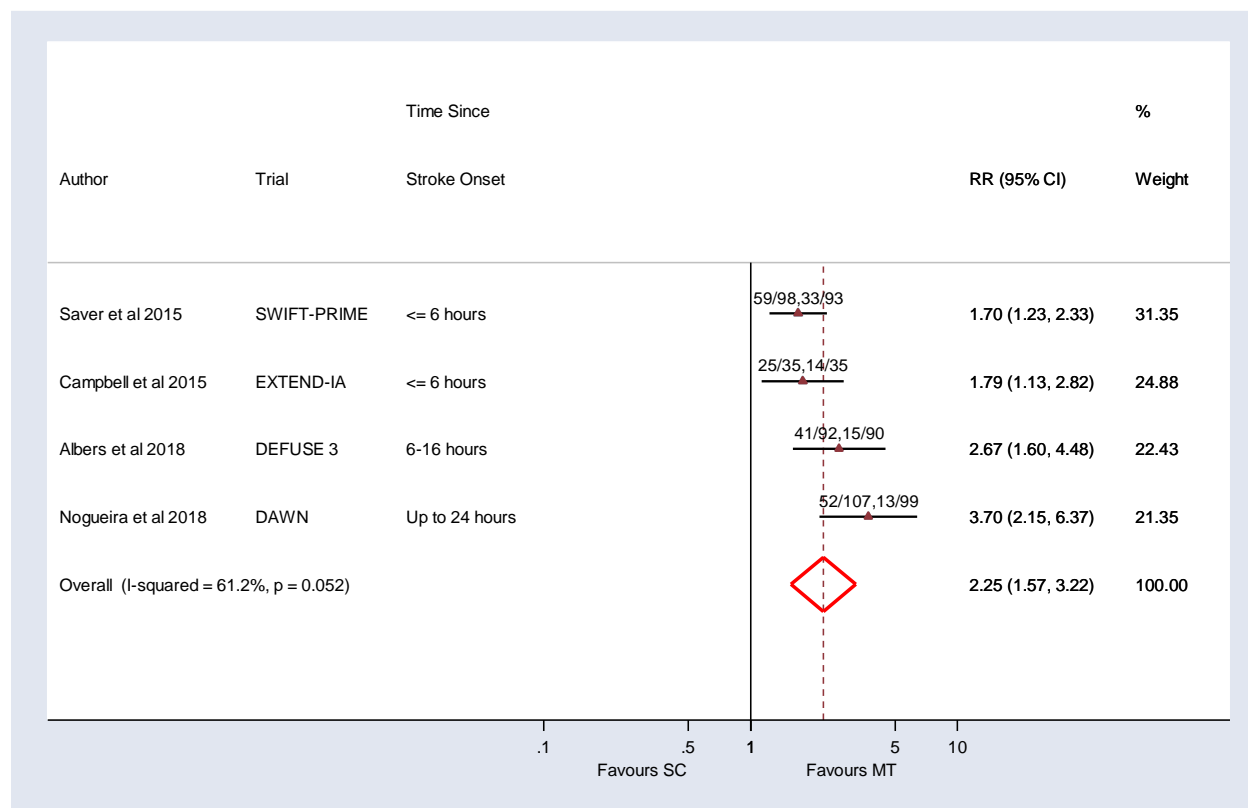 Time Since %
Author Trial Stroke Onset RR (95% CI) Weight
59/98,33/93
Saver et al 2015 SWIFT-PRIME <= 6 hours 1.70 (1.23, 2.33) 31.35
25/35,14/35
Campbell et al 2015 EXTEND-IA <= 6 hours 1.79 (1.13, 2.82) 24.88
41/92,15/90
Albers et al 2018 DEFUSE 3 6-16 hours 2.67 (1.60, 4.48) 22.43
52/107,13/99
Nogueira et al 2018 DAWN Up to 24 hours 3.70 (2.15, 6.37) 21.35
Overall (I-squared = 61.2%, p = 0.052) 2.25 (1.57, 3.22) 100.00
.1 .5 1 5 10
Favours SC Favours MT